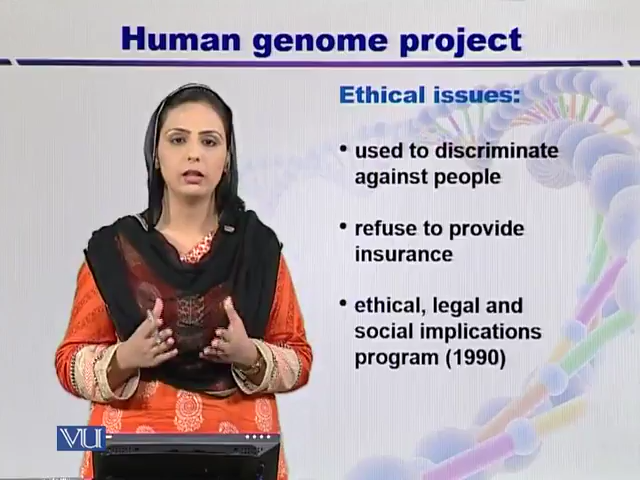 Human genome project
Ethical issues:
• used to discriminate
against people
• refuse to provide
insurance
• ethical, legal and
social implications
program (1990)
VU